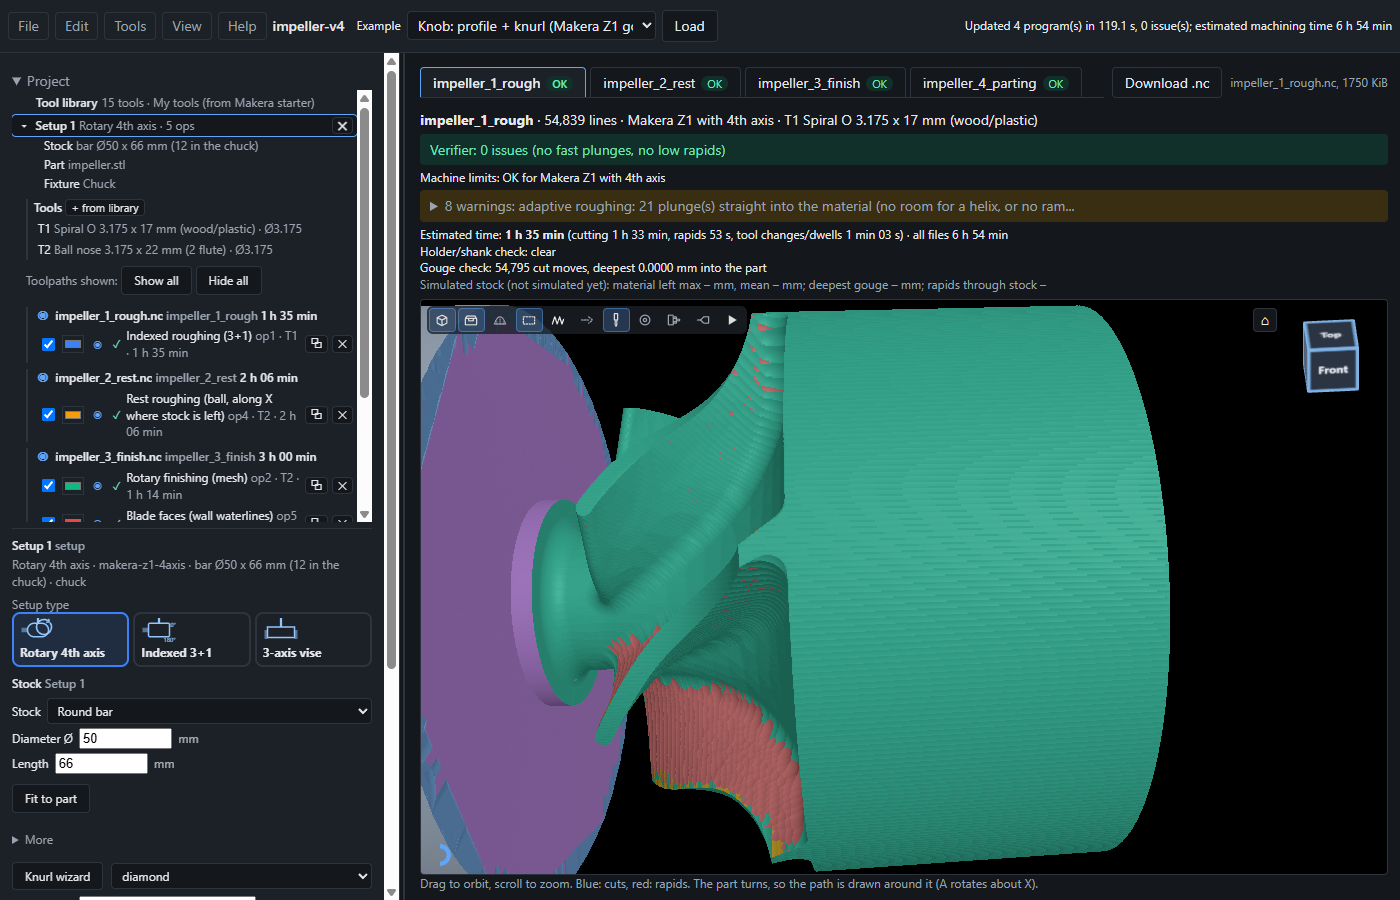 File Edit Tools View Help impeller-v4 Example Knob: profile + knurl (Makera Z1 ge Load Updated 4 program(s) in 119.1 s, 0 issue(s); estimated machining time 6 h 54 min
▼ Project
Tool library 15 tools · My tools (from Makera starter)
Setup 1 Rotary 4th axis · 5 ops
Stock bar Ø50 x 66 mm (12 in the chuck)
Part impeller.stl
Fixture Chuck
Tools + from library
T1 Spiral O 3.175 x 17 mm (wood/plastic) · Ø3.175
T2 Ball nose 3.175 x 22 mm (2 flute) · Ø3.175
Toolpaths shown: Show all Hide all
impeller_1_rough.nc impeller_1_rough 1 h 35 min
Indexed roughing (3+1) op1 · T1
· 1 h 35 min
impeller_2_rest.nc impeller_2_rest 2 h 06 min
Rest roughing (ball, along X
where stock is left) op4 · T2 · 2 h
06 min
impeller_3_finish.nc impeller_3_finish 3 h 00 min
Rotary finishing (mesh) op2 · T2 ·
1 h 14 min
Blade faces (wall waterlines) op5
Setup 1 setup
Rotary 4th axis · makera-z1-4axis · bar Ø50 x 66 mm (12 in the
chuck) · chuck
Setup type
Rotary 4th axis Indexed 3+1 3-axis vise
Stock Setup 1
Stock Round bar
Diameter Ø 50 mm
Length 66 mm
Fit to part
More
Knurl wizard diamond
impeller_1_rough OK impeller_2_rest OK impeller_3_finish OK impeller_4_parting OK Download .nc impeller_1_rough.nc, 1750 KiB
impeller_1_rough · 54,839 lines · Makera Z1 with 4th axis · T1 Spiral O 3.175 x 17 mm (wood/plastic)
Verifier: 0 issues (no fast plunges, no low rapids)
Machine limits: OK for Makera Z1 with 4th axis
8 warnings: adaptive roughing: 21 plunge(s) straight into the material (no room for a helix, or no ram...
Estimated time: 1 h 35 min (cutting 1 h 33 min, rapids 53 s, tool changes/dwells 1 min 03 s) · all files 6 h 54 min
Holder/shank check: clear
Gouge check: 54,795 cut moves, deepest 0.0000 mm into the part
Simulated stock (not simulated yet): material left max – mm, mean – mm; deepest gouge – mm; rapids through stock –
Top
Front
Drag to orbit, scroll to zoom. Blue: cuts, red: rapids. The part turns, so the path is drawn around it (A rotates about X).